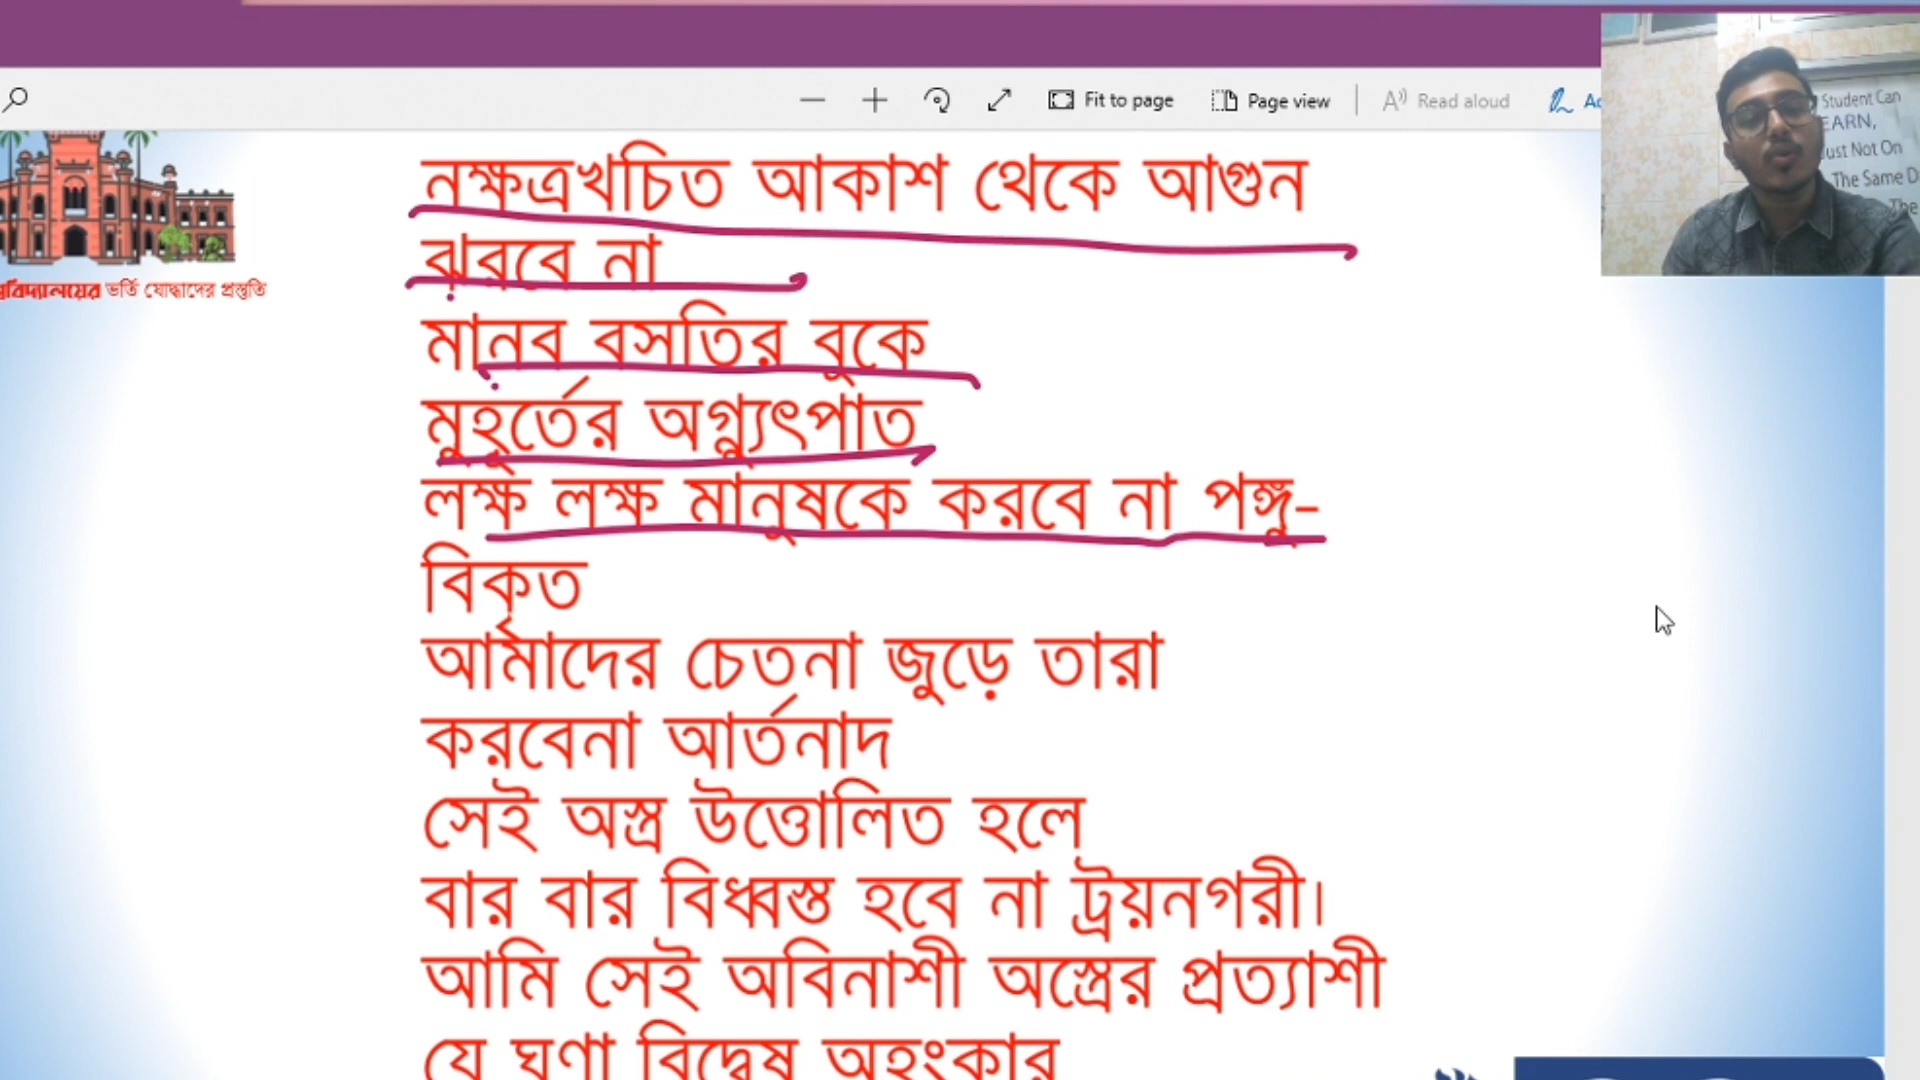 Fit to page
Page view
Read aloud
Student Can
EARN,
Just Not On
The Same D
The
ভর্তি যোদ্ধাদের প্রস্তুতি
নক্ষত্রখচিত আকাশ থেকে আগুন
ঝরবে না
মানব বসতির বুকে
মুহূর্তের অগ্ন্যুৎপাত
লক্ষ লক্ষ মানুষকে করবে না পঙ্গু-
বিকৃত
আমাদের চেতনা জুড়ে তারা
করবেনা আর্তনাদ
সেই অস্ত্র উত্তোলিত হলে
বার বার বিধ্বস্ত হবে না ট্রয়নগরী।
আমি সেই অবিনাশী অস্ত্রের প্রত্যাশী
যে ঘৃণা বিদ্বেষ অহংকার